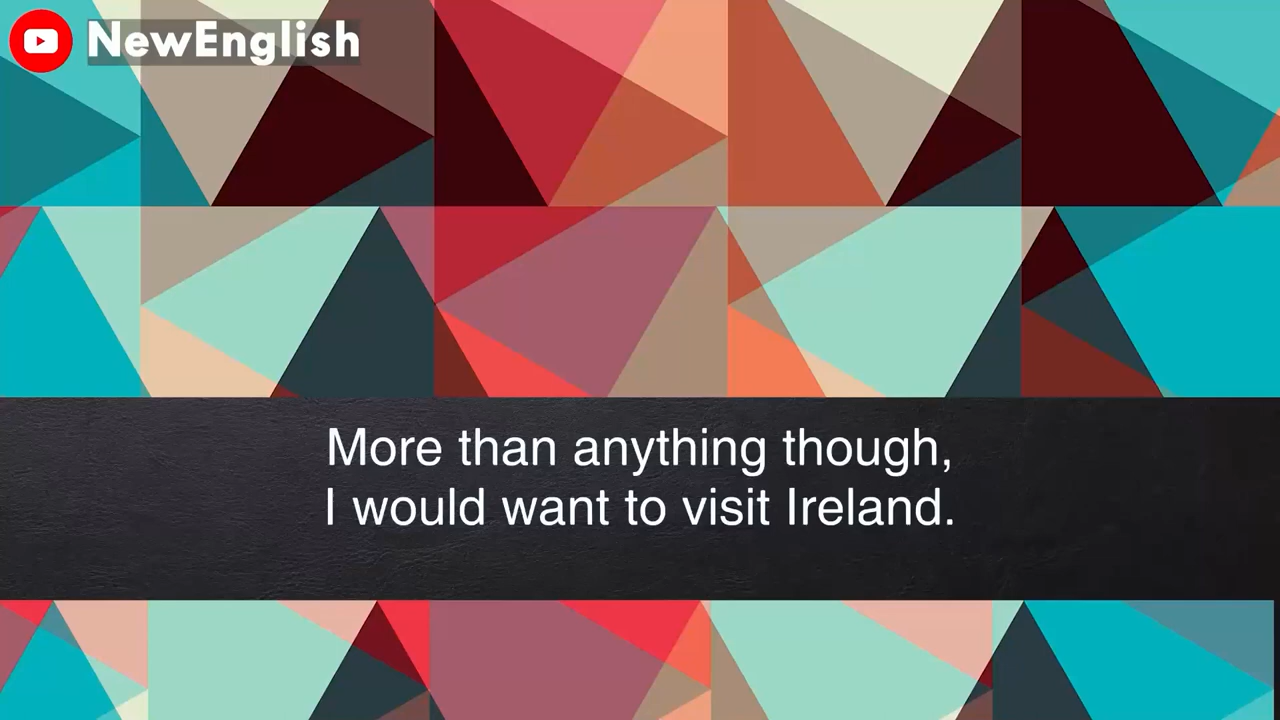 NewEnglish
More than anything though,
I would want to visit Ireland.